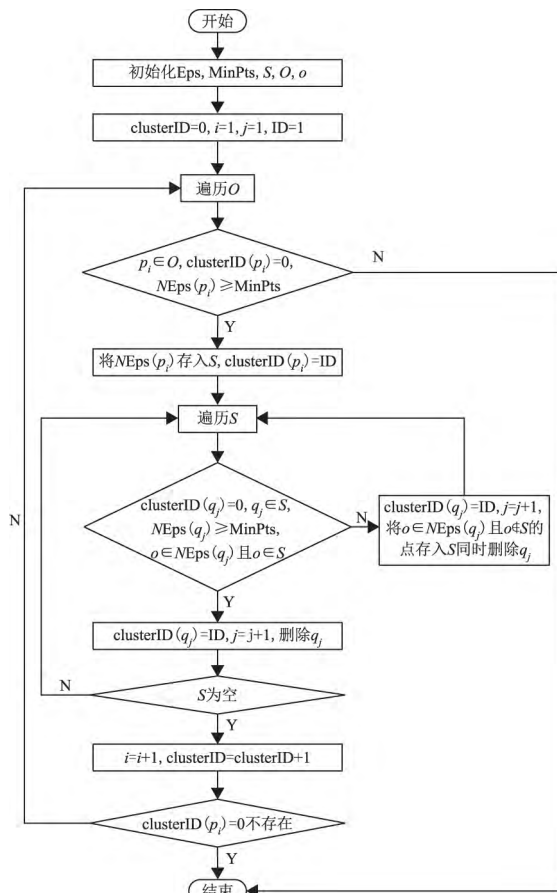 开始
初始化Eps, MinPts, S, O, o
clusterID=0, i=1, j=1, ID=1
遍历O
p_i∈O, clusterID(p_i)=0,
NEps(p_i)≥MinPts
N
Y
将NEps(p_i)存入S, clusterID(p_i)=ID
遍历S
clusterID(q_j)=0, q_j∈S,
NEps(q_j)≥MinPts,
o∈NEps(q_j)且o∈S
N
clusterID(q_j)=ID, j=j+1,
将o∈NEps(q_j)且o∉S的
点存入S同时删除q_j
N
Y
clusterID(q_j)=ID, j=j+1, 删除q_j
N
S为空
Y
i=i+1, clusterID=clusterID+1
clusterID(p_i)=0不存在
Y
结束